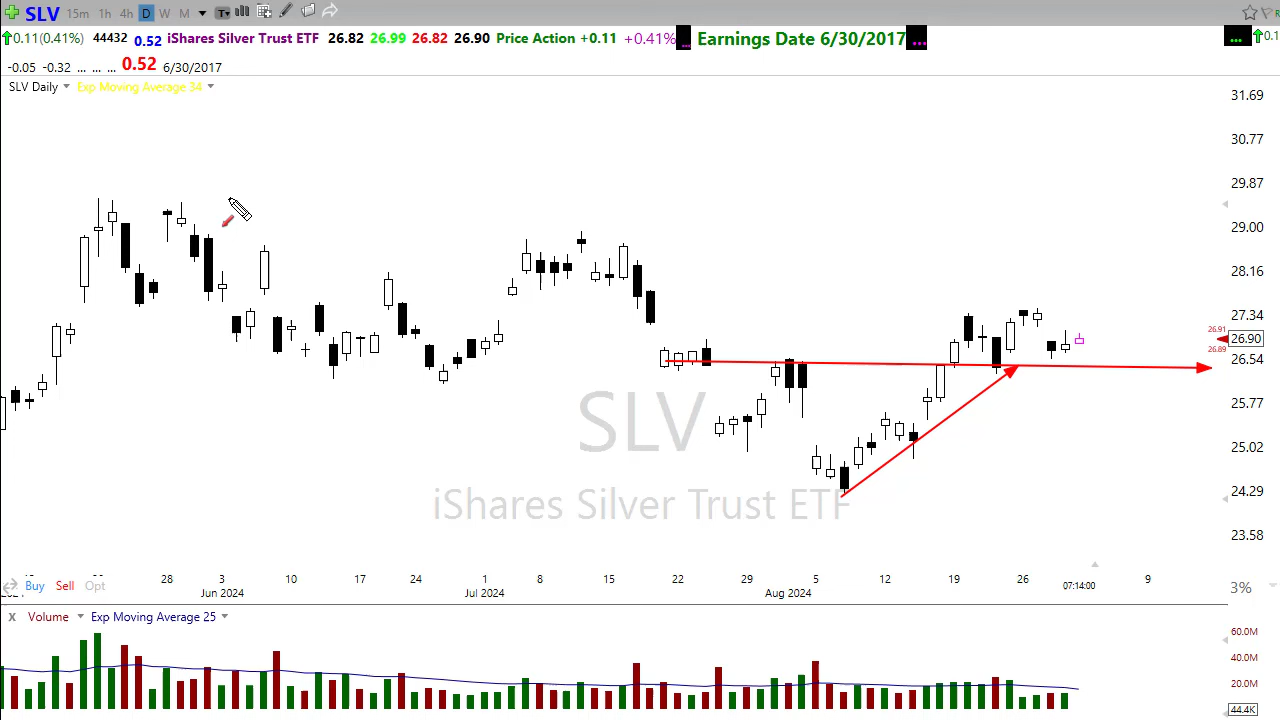 SLV 15m 1h 4h D W M T
0.11(0.41%) 44432 0.52 iShares Silver Trust ETF 26.82 26.99 26.82 26.90 Price Action +0.11 +0.41% ... Earnings Date 6/30/2017 ... ... 0.1
-0.05 -0.32 ... ... ... 0.52 6/30/2017
SLV Daily Exp Moving Average 34
31.69
30.77
29.87
29.00
28.16
27.34
26.91
26.90
26.89
26.54
25.77
25.02
24.29
23.58
SLV
iShares Silver Trust ETF
28 3 10 17 24 1 8 15 22 29 5 12 19 26 9
Jun 2024 Jul 2024 Aug 2024 07:14:00
Buy Sell Opt 3%
X Volume Exp Moving Average 25
60.0M
40.0M
20.0M
44.4K